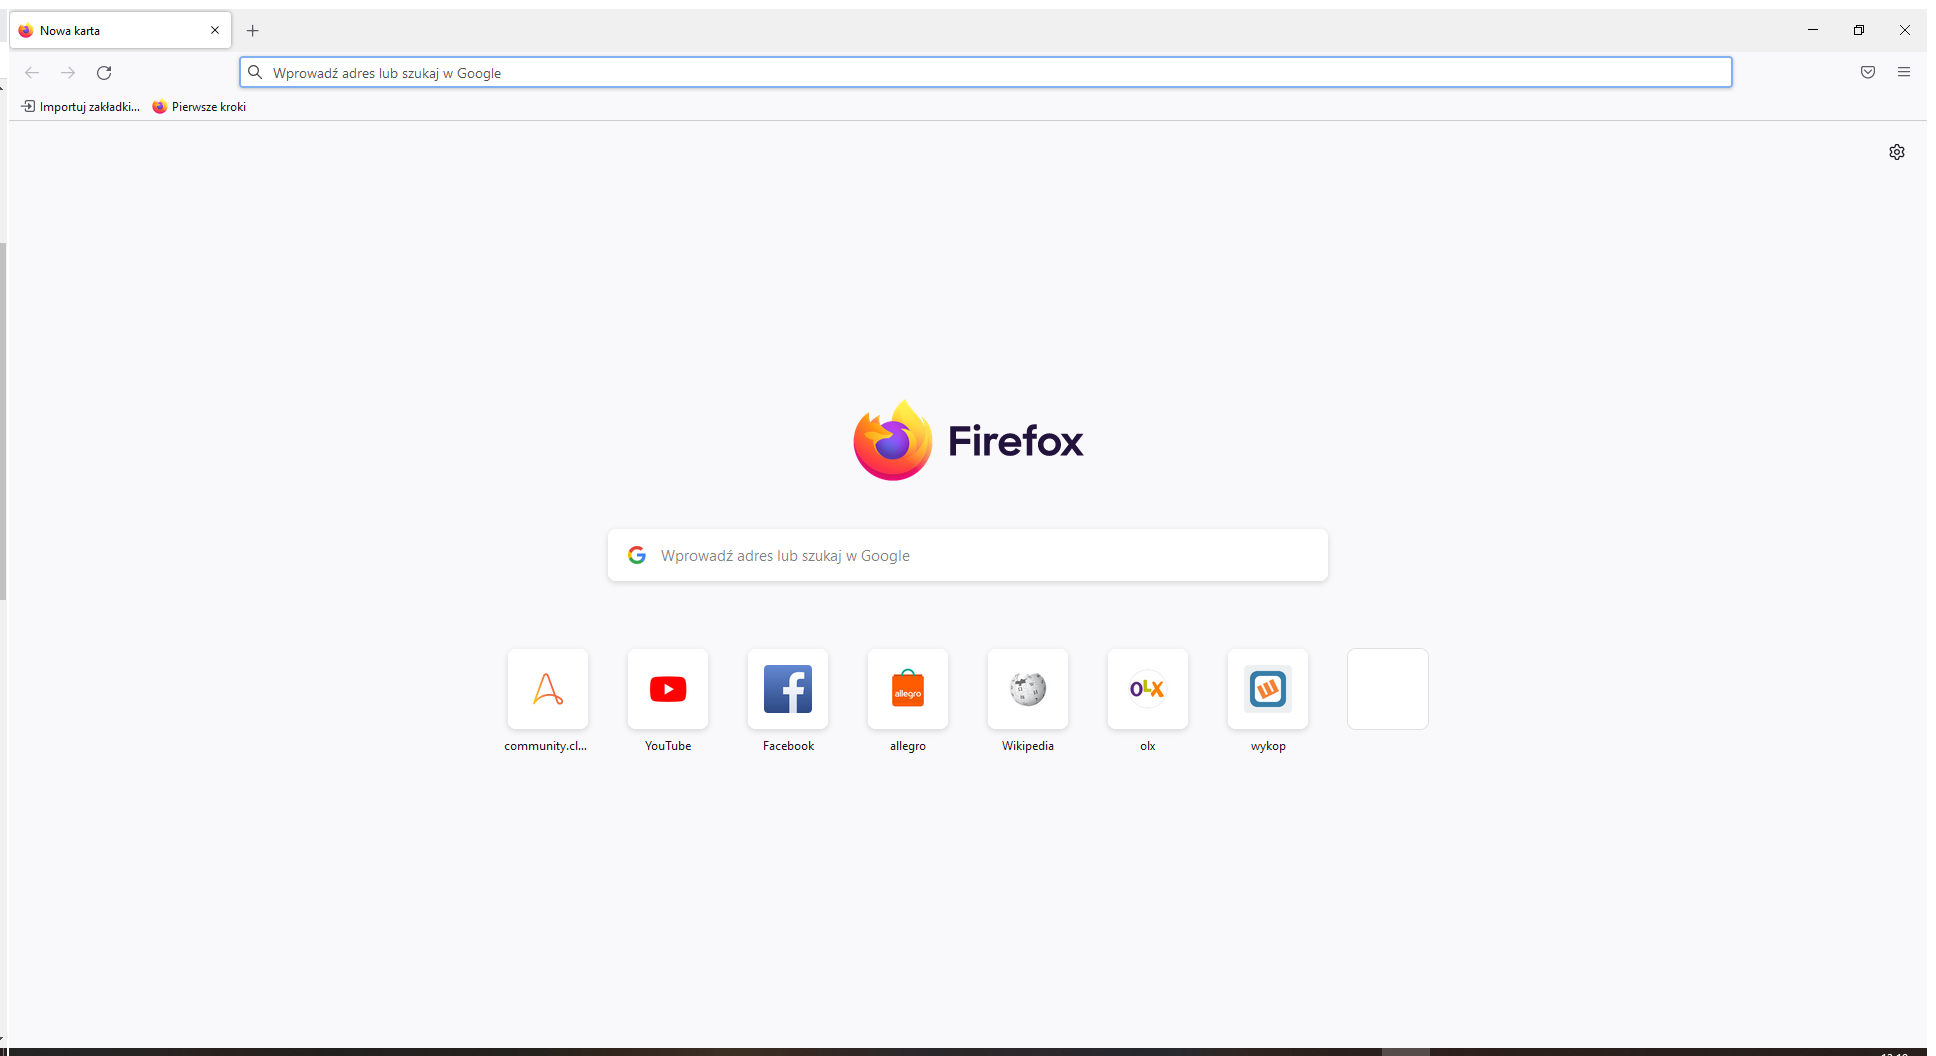 Nowa karta
Wprowadź adres lub szukaj w Google
Importuj zakładki... Pierwsze kroki
Firefox
Wprowadź adres lub szukaj w Google
allegro OLX
community.cl... YouTube Facebook allegro Wikipedia olx wykop